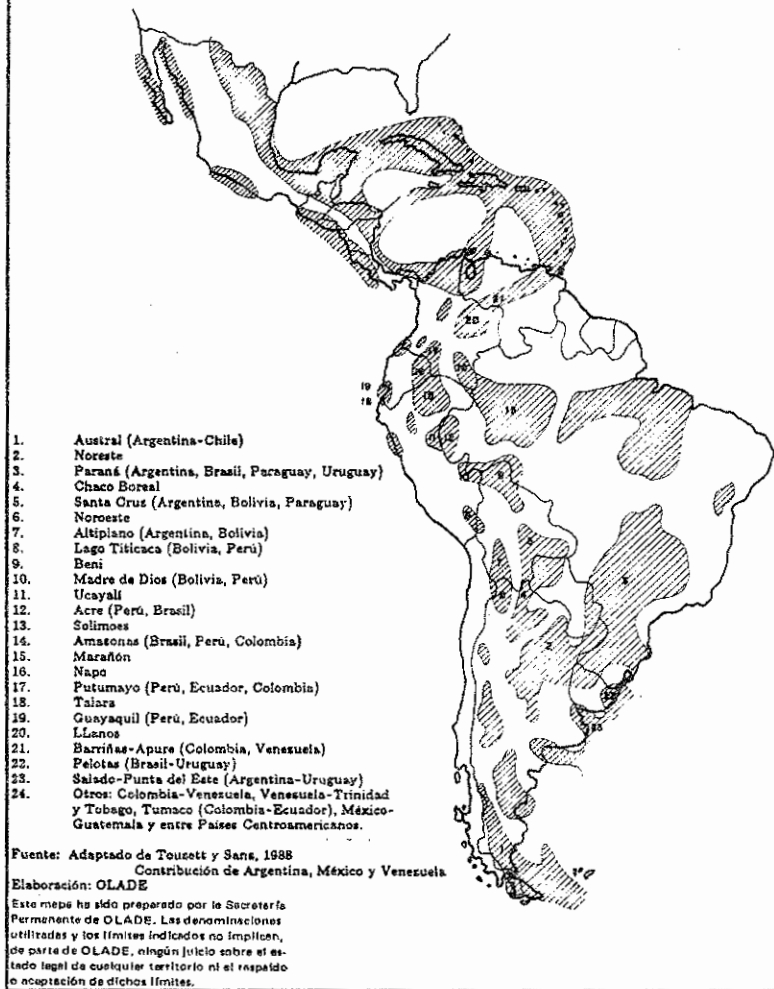 19
18
20
21
1. Austral (Argentina-Chile)
2. Noreste
3. Paraná (Argentina, Brasil, Paraguay, Uruguay)
4. Chaco Boreal
5. Santa Cruz (Argentina, Bolivia, Paraguay)
6. Noroeste
7. Altiplano (Argentina, Bolivia)
8. Lago Titicaca (Bolivia, Perú)
9. Beni
10. Madre de Dios (Bolivia, Perú)
11. Ucayali
12. Acre (Perú, Brasil)
13. Solimoes
14. Amazonas (Brasil, Perú, Colombia)
15. Marañón
16. Napo
17. Putumayo (Perú, Ecuador, Colombia)
18. Talara
19. Guayaquil (Perú, Ecuador)
20. LLanos
21. Barriñas-Apure (Colombia, Venezuela)
22. Pelotas (Brasil-Uruguay)
23. Salado-Punta del Este (Argentina-Uruguay)
24. Otros: Colombia-Venezuela, Venezuela-Trinidad
y Tobago, Tumaco (Colombia-Ecuador), México-
Guatemala y entre Países Centroamericanos.
Fuente: Adaptado de Touzett y Sanz, 1988
Contribución de Argentina, México y Venezuela
Elaboración: OLADE
Este mapa ha sido preparado por la Secretaría
Permanente de OLADE. Las denominaciones
utilizadas y los límites indicados no implican,
de parte de OLADE, ningún juicio sobre el es-
tado legal de cualquier territorio ni el respaldo
o aceptación de dichos límites.